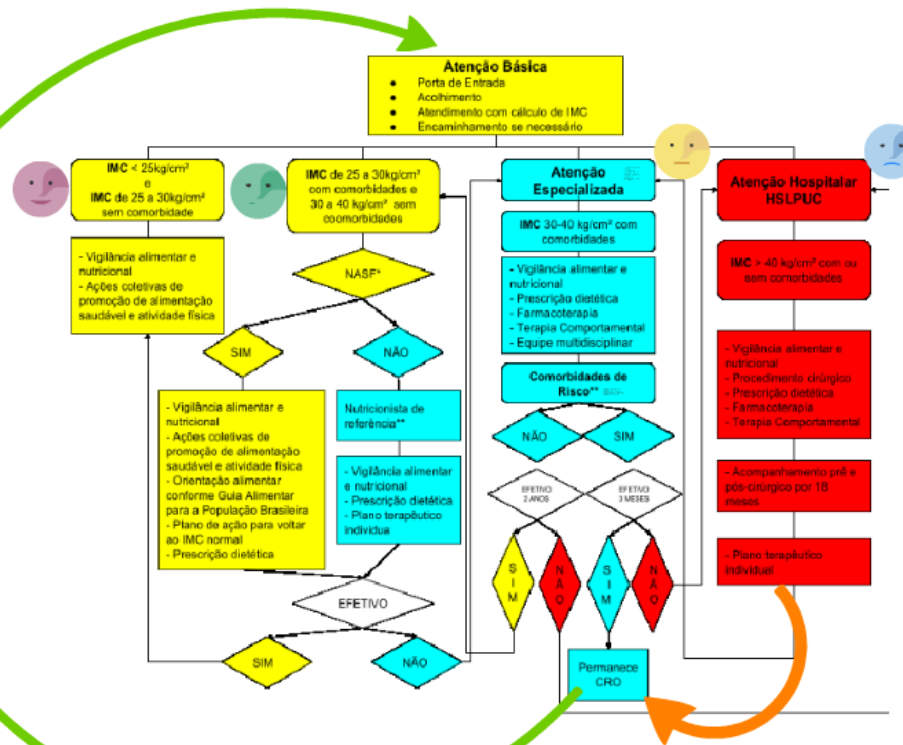 Atenção Básica
● Porta de Entrada
● Acolhimento
● Atendimento com cálculo de IMC
● Encaminhamento se necessário
IMC < 25kg/cm²
e
IMC de 25 a 30kg/cm²
sem comorbidade
- Vigilância alimentar e
nutricional
- Ações coletivas de
promoção de alimentação
saudável e atividade física
IMC de 25 a 30kg/cm²
com comorbidades e
30 a 40 kg/cm² sem
coomorbidades
NASF*
SIM
NÃO
- Vigilância alimentar e
nutricional
- Ações coletivas de
promoção de alimentação
saudável e atividade física
- Orientação alimentar
conforme Guia Alimentar
para a População Brasileira
- Plano de ação para voltar
ao IMC normal
- Prescrição dietética
Nutricionista de
referência**
- Vigilância alimentar
e nutricional
- Prescrição dietética
- Plano terapêutico
individua
EFETIVO
SIM
NÃO
Atenção
Especializada
IMC 30-40 kg/cm² com
comorbidades
- Vigilância alimentar e
nutricional
- Prescrição dietética
- Farmacoterapia
- Terapia Comportamental
- Equipe multidisciplinar
Comorbidades de
Risco**
NÃO
SIM
EFETIVO
2 ANOS
EFETIVO
3 MESES
SIM
NÃO
SIM
NÃO
Permanece
CRO
Atenção Hospitalar
HSLPUC
IMC > 40 kg/cm² com ou
sem comorbidades
- Vigilância alimentar e
nutricional
- Procedimento cirúrgico
- Prescrição dietética
- Farmacoterapia
- Terapia Comportamental
- Acompanhamento pré e
pós-cirúrgico por 18
meses
- Plano terapêutico
individual